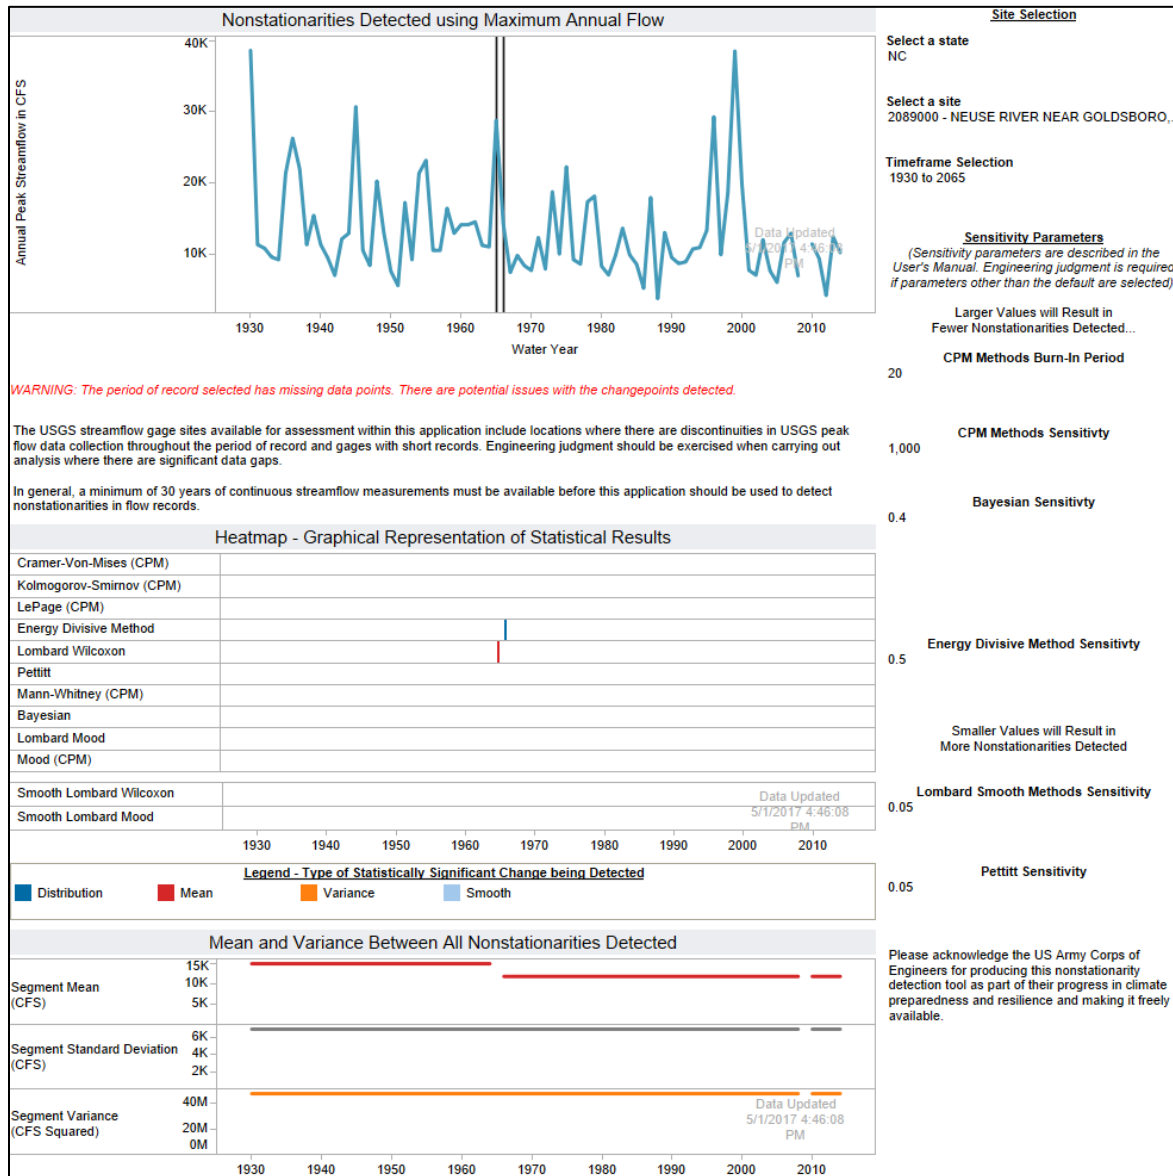 Nonstationarities Detected using Maximum Annual Flow
Annual Peak Streamflow in CFS
40K
30K
20K
10K
Data Updated
5/1/2017 4:46:08
PM
1930 1940 1950 1960 1970 1980 1990 2000 2010
Water Year
WARNING: The period of record selected has missing data points. There are potential issues with the changepoints detected.
The USGS streamflow gage sites available for assessment within this application include locations where there are discontinuities in USGS peak
flow data collection throughout the period of record and gages with short records. Engineering judgment should be exercised when carrying out
analysis where there are significant data gaps.
In general, a minimum of 30 years of continuous streamflow measurements must be available before this application should be used to detect
nonstationarities in flow records.
Heatmap - Graphical Representation of Statistical Results
Cramer-Von-Mises (CPM)
Kolmogorov-Smirnov (CPM)
LePage (CPM)
Energy Divisive Method
Lombard Wilcoxon
Pettitt
Mann-Whitney (CPM)
Bayesian
Lombard Mood
Mood (CPM)
Smooth Lombard Wilcoxon
Smooth Lombard Mood
Data Updated
5/1/2017 4:46:08
PM
1930 1940 1950 1960 1970 1980 1990 2000 2010
Legend - Type of Statistically Significant Change being Detected
Distribution Mean Variance Smooth
Mean and Variance Between All Nonstationarities Detected
Segment Mean
(CFS)
15K
10K
5K
Segment Standard Deviation
(CFS)
6K
4K
2K
Segment Variance
(CFS Squared)
40M
20M
0M
Data Updated
5/1/2017 4:46:08
PM
1930 1940 1950 1960 1970 1980 1990 2000 2010
Site Selection
Select a state
NC
Select a site
2089000 - NEUSE RIVER NEAR GOLDSBORO,.
Timeframe Selection
1930 to 2065
Sensitivity Parameters
(Sensitivity parameters are described in the
User's Manual. Engineering judgment is required
if parameters other than the default are selected)
Larger Values will Result in
Fewer Nonstationarities Detected...
CPM Methods Burn-In Period
20
CPM Methods Sensitivty
1,000
Bayesian Sensitivty
0.4
Energy Divisive Method Sensitivty
0.5
Smaller Values will Result in
More Nonstationarities Detected
Lombard Smooth Methods Sensitivity
0.05
Pettitt Sensitivity
0.05
Please acknowledge the US Army Corps of
Engineers for producing this nonstationarity
detection tool as part of their progress in climate
preparedness and resilience and making it freely
available.